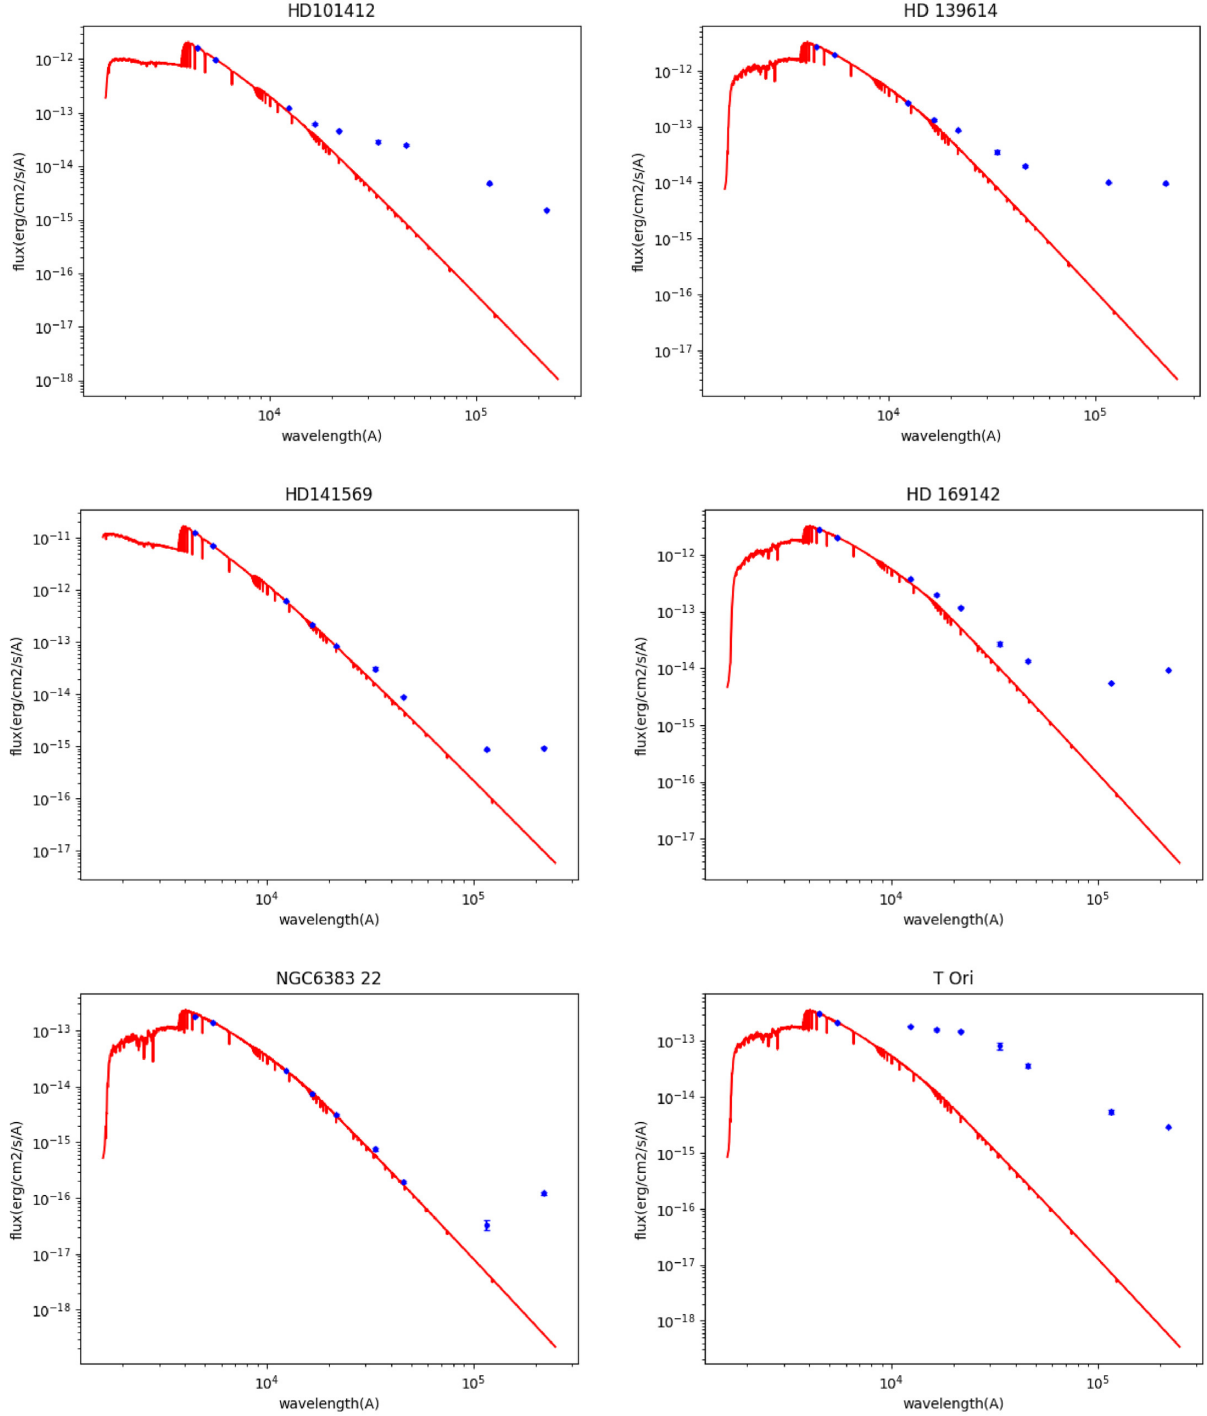 HD101412
flux(erg/cm2/s/A)
10⁻¹²
10⁻¹³
10⁻¹⁴
10⁻¹⁵
10⁻¹⁶
10⁻¹⁷
10⁻¹⁸
10⁴
10⁵
wavelength(A)
HD 139614
flux(erg/cm2/s/A)
10⁻¹²
10⁻¹³
10⁻¹⁴
10⁻¹⁵
10⁻¹⁶
10⁻¹⁷
10⁴
10⁵
wavelength(A)
HD141569
flux(erg/cm2/s/A)
10⁻¹¹
10⁻¹²
10⁻¹³
10⁻¹⁴
10⁻¹⁵
10⁻¹⁶
10⁻¹⁷
10⁴
10⁵
wavelength(A)
HD 169142
flux(erg/cm2/s/A)
10⁻¹²
10⁻¹³
10⁻¹⁴
10⁻¹⁵
10⁻¹⁶
10⁻¹⁷
10⁴
10⁵
wavelength(A)
NGC6383 22
flux(erg/cm2/s/A)
10⁻¹³
10⁻¹⁴
10⁻¹⁵
10⁻¹⁶
10⁻¹⁷
10⁻¹⁸
10⁴
10⁵
wavelength(A)
T Ori
flux(erg/cm2/s/A)
10⁻¹³
10⁻¹⁴
10⁻¹⁵
10⁻¹⁶
10⁻¹⁷
10⁻¹⁸
10⁴
10⁵
wavelength(A)